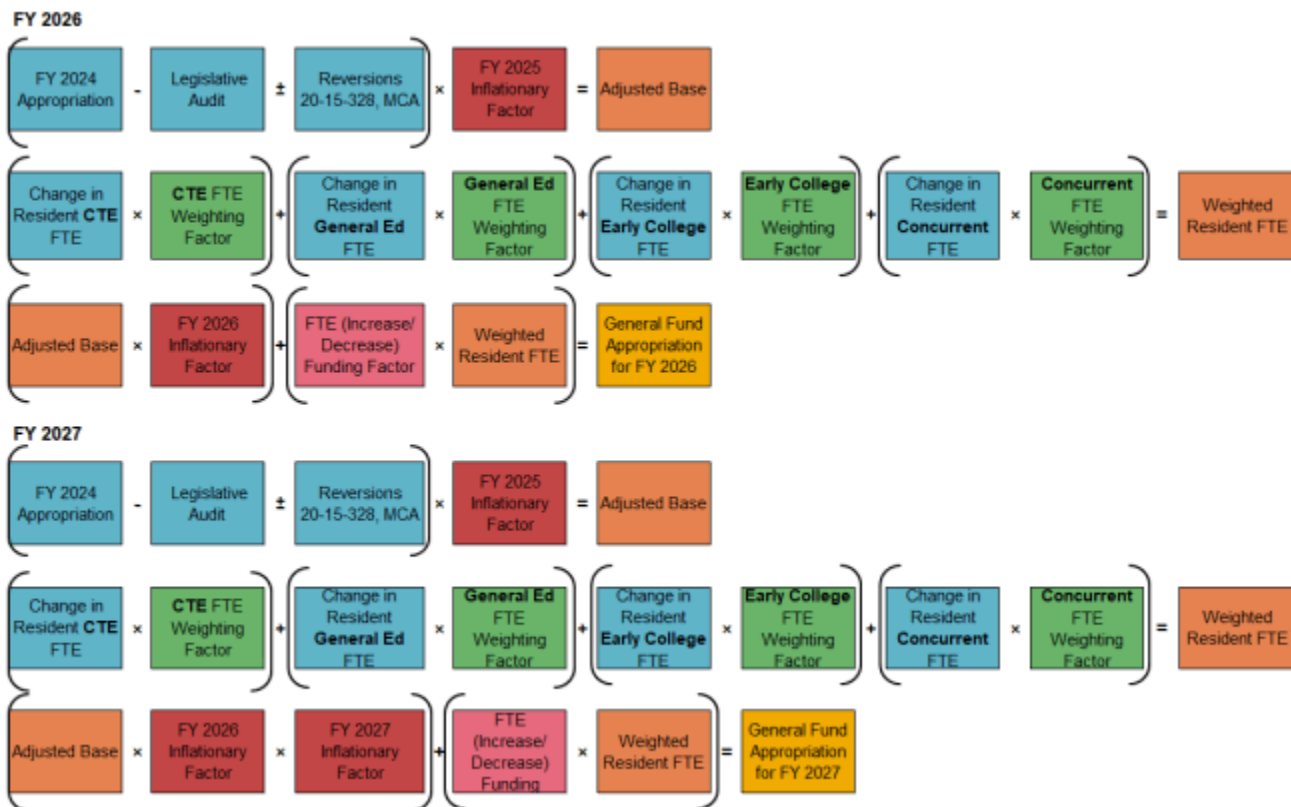 FY 2026
FY 2024
Appropriation
-
Legislative
Audit
±
Reversions
20-15-328, MCA
×
FY 2025
Inflationary
Factor
=
Adjusted Base
Change in
Resident CTE
FTE
×
CTE FTE
Weighting
Factor
+
Change in
Resident
General Ed
FTE
×
General Ed
FTE
Weighting
Factor
+
Change in
Resident
Early College
FTE
×
Early College
FTE
Weighting
Factor
+
Change in
Resident
Concurrent
FTE
×
Concurrent
FTE
Weighting
Factor
=
Weighted
Resident FTE
Adjusted Base
×
FY 2026
Inflationary
Factor
+
FTE (Increase/
Decrease)
Funding Factor
×
Weighted
Resident FTE
=
General Fund
Appropriation
for FY 2026
FY 2027
FY 2024
Appropriation
-
Legislative
Audit
±
Reversions
20-15-328, MCA
×
FY 2025
Inflationary
Factor
=
Adjusted Base
Change in
Resident CTE
FTE
×
CTE FTE
Weighting
Factor
+
Change in
Resident
General Ed
FTE
×
General Ed
FTE
Weighting
Factor
+
Change in
Resident
Early College
FTE
×
Early College
FTE
Weighting
Factor
+
Change in
Resident
Concurrent
FTE
×
Concurrent
FTE
Weighting
Factor
=
Weighted
Resident FTE
Adjusted Base
×
FY 2026
Inflationary
Factor
×
FY 2027
Inflationary
Factor
+
FTE
(Increase/
Decrease)
Funding
×
Weighted
Resident FTE
=
General Fund
Appropriation
for FY 2027